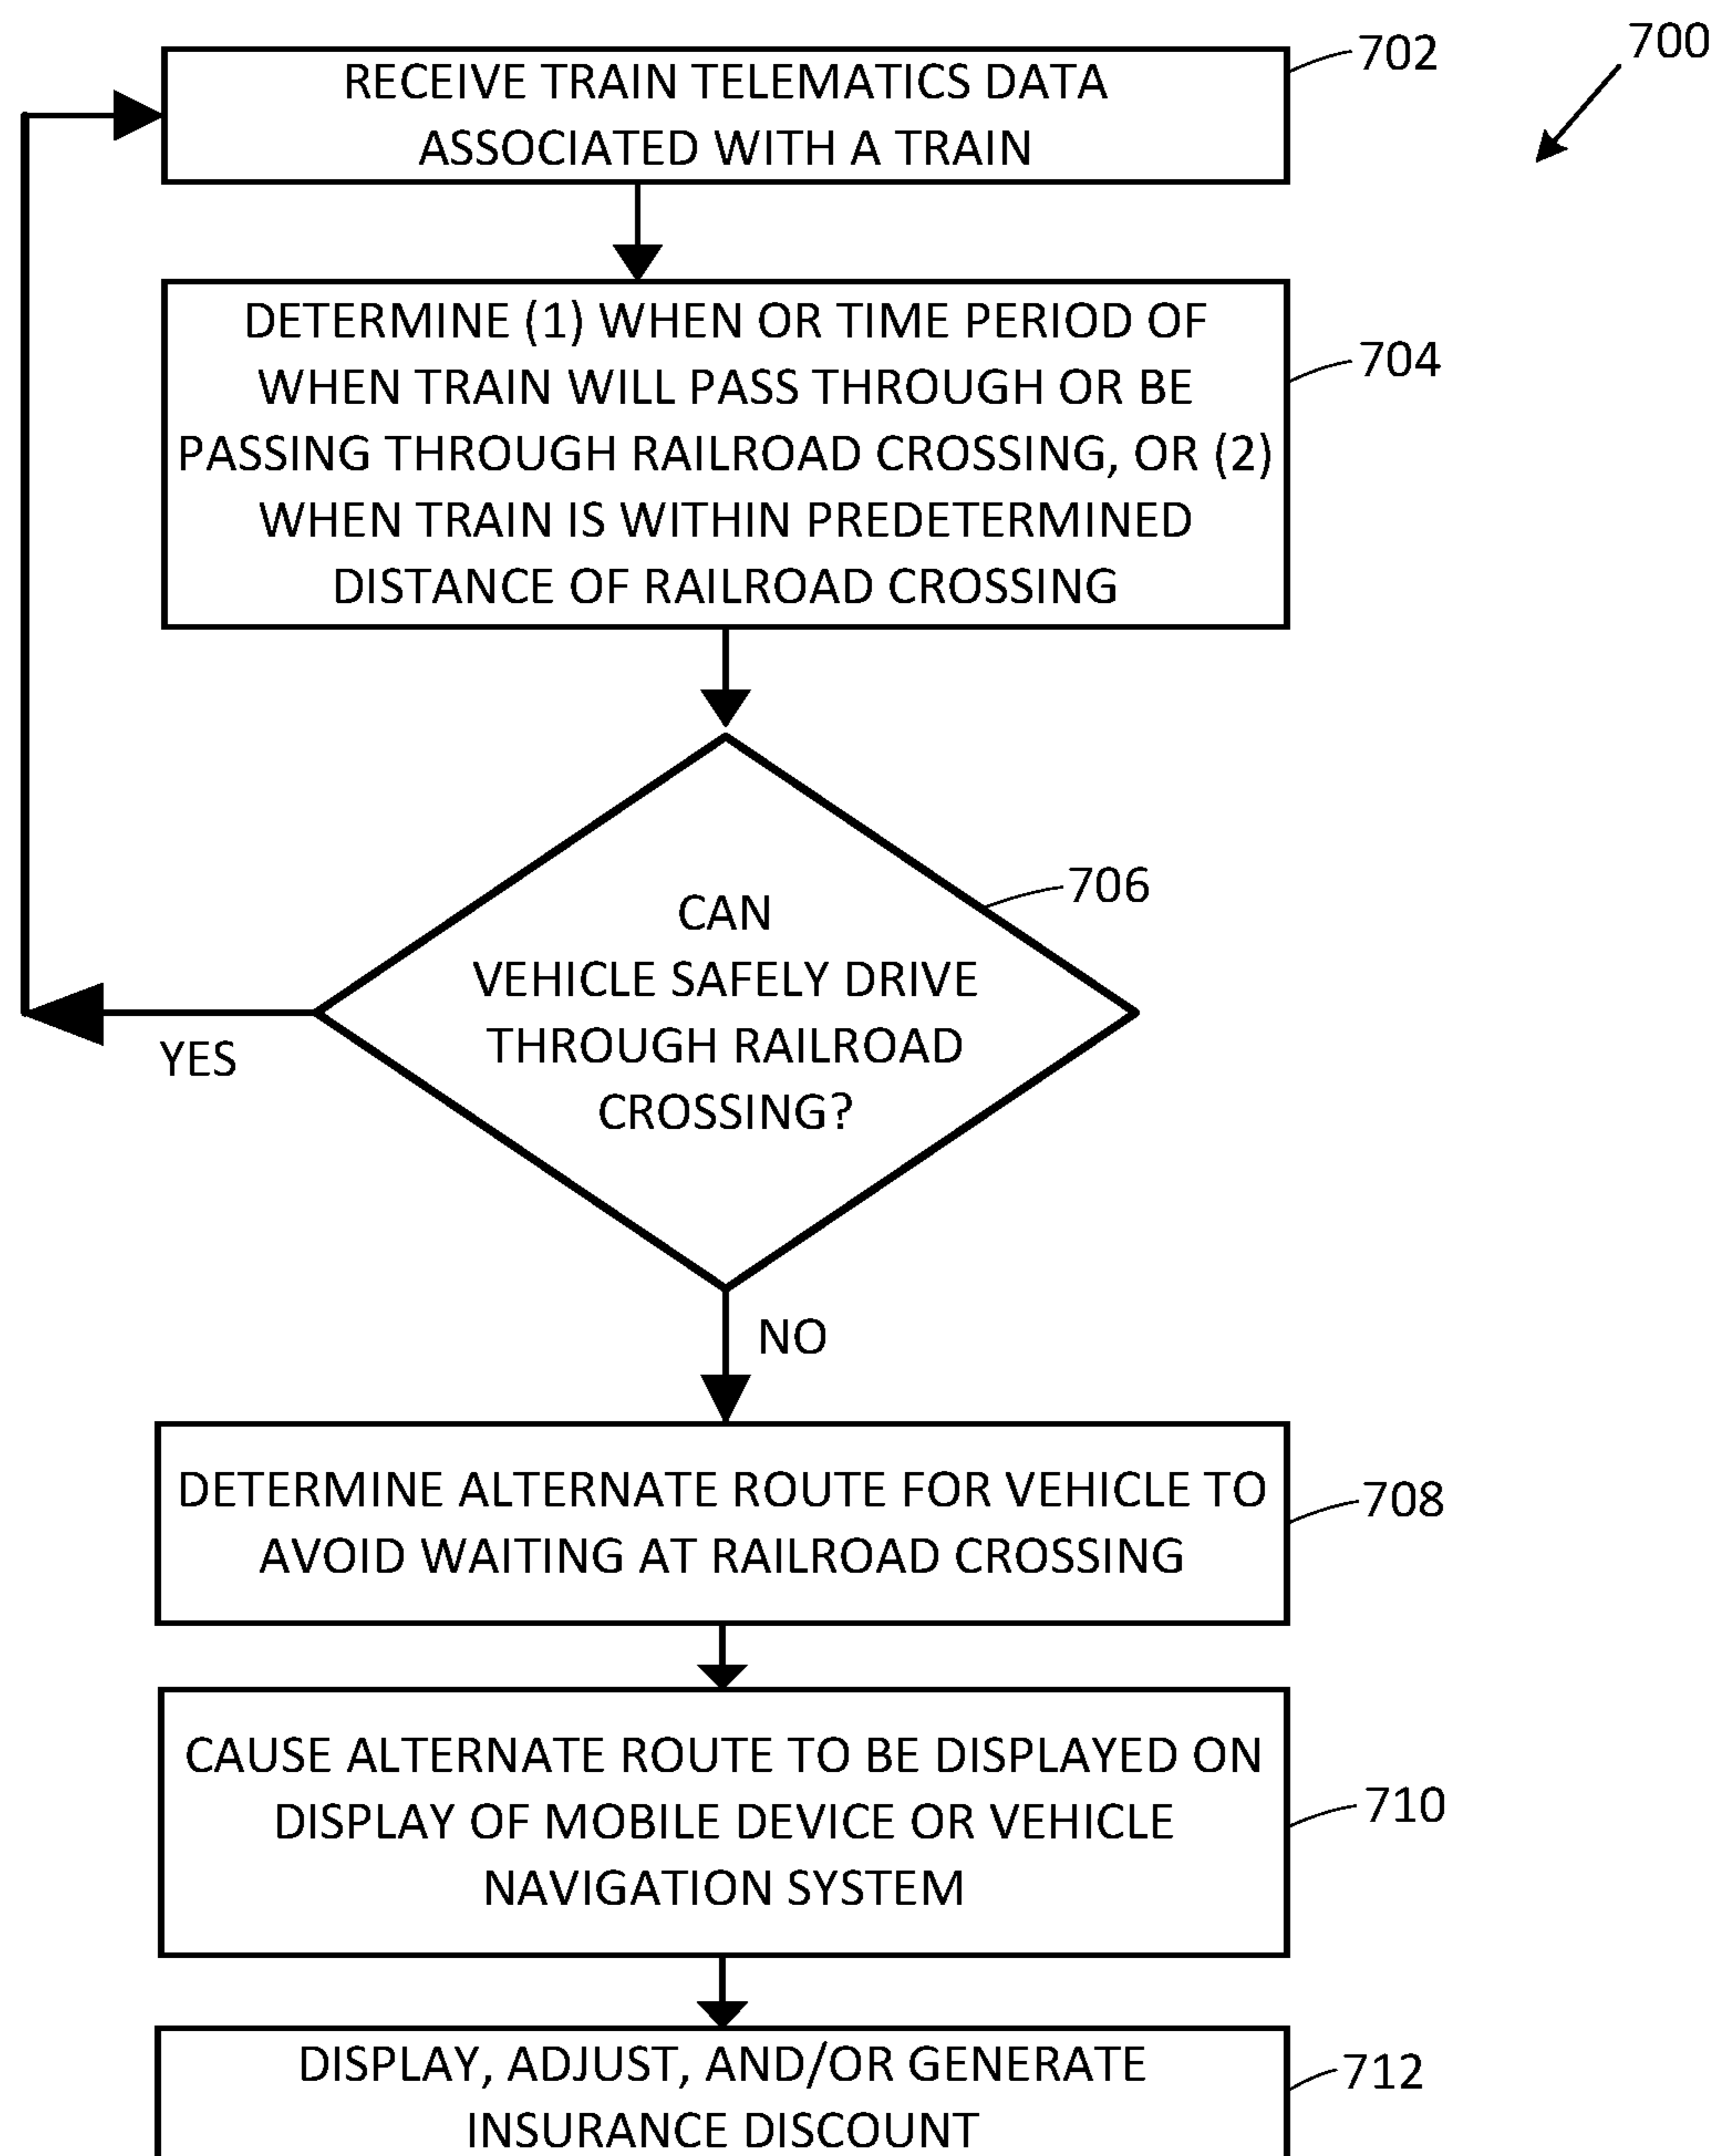 700
702
RECEIVE TRAIN TELEMATICS DATA
ASSOCIATED WITH A TRAIN
704
DETERMINE (1) WHEN OR TIME PERIOD OF
WHEN TRAIN WILL PASS THROUGH OR BE
PASSING THROUGH RAILROAD CROSSING, OR (2)
WHEN TRAIN IS WITHIN PREDETERMINED
DISTANCE OF RAILROAD CROSSING
706
CAN
VEHICLE SAFELY DRIVE
THROUGH RAILROAD
CROSSING?
YES
NO
708
DETERMINE ALTERNATE ROUTE FOR VEHICLE TO
AVOID WAITING AT RAILROAD CROSSING
710
CAUSE ALTERNATE ROUTE TO BE DISPLAYED ON
DISPLAY OF MOBILE DEVICE OR VEHICLE
NAVIGATION SYSTEM
712
DISPLAY, ADJUST, AND/OR GENERATE
INSURANCE DISCOUNT